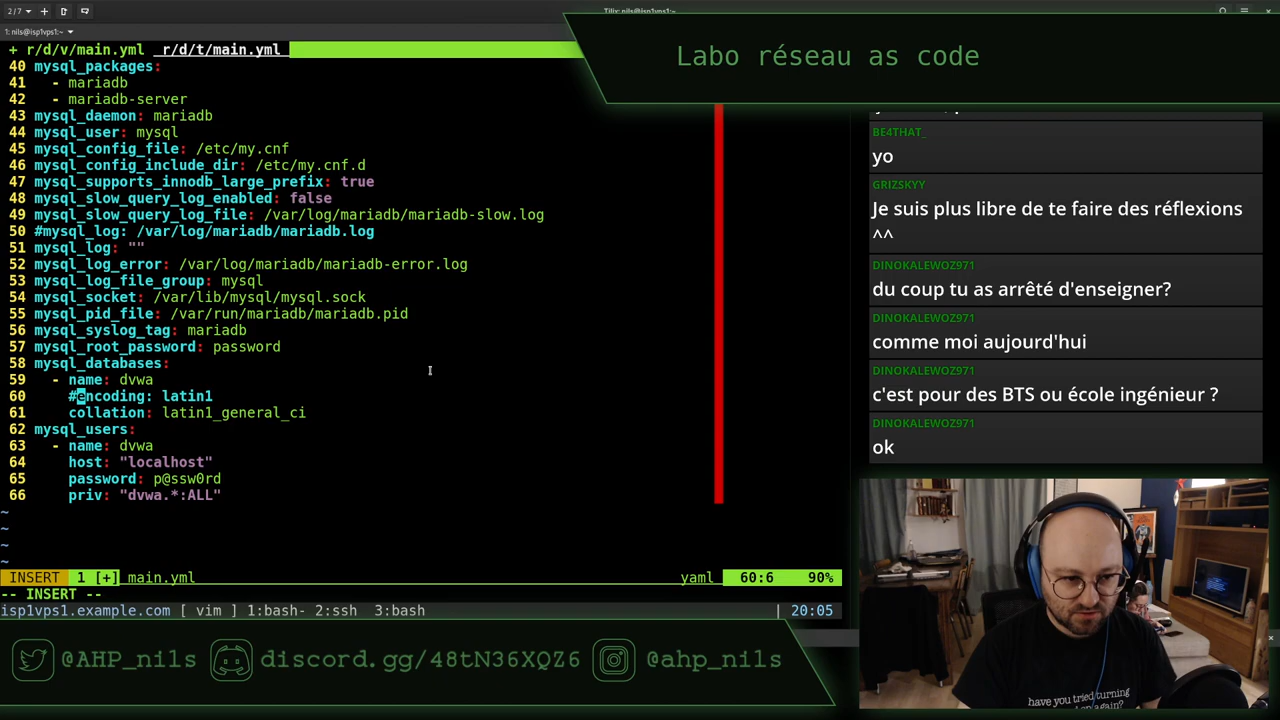 2/7
Tilix: nils@isp1vps1:~
1: nils@isp1vps1:~
Labo réseau as code
+ r/d/v/main.yml  r/d/t/main.yml
40 mysql_packages:
41   - mariadb
42   - mariadb-server
43 mysql_daemon: mariadb
44 mysql_user: mysql
45 mysql_config_file: /etc/my.cnf
46 mysql_config_include_dir: /etc/my.cnf.d
47 mysql_supports_innodb_large_prefix: true
48 mysql_slow_query_log_enabled: false
49 mysql_slow_query_log_file: /var/log/mariadb/mariadb-slow.log
50 #mysql_log: /var/log/mariadb/mariadb.log
51 mysql_log: ""
52 mysql_log_error: /var/log/mariadb/mariadb-error.log
53 mysql_log_file_group: mysql
54 mysql_socket: /var/lib/mysql/mysql.sock
55 mysql_pid_file: /var/run/mariadb/mariadb.pid
56 mysql_syslog_tag: mariadb
57 mysql_root_password: password
58 mysql_databases:
59   - name: dvwa
60     #encoding: latin1
61     collation: latin1_general_ci
62 mysql_users:
63   - name: dvwa
64     host: "localhost"
65     password: p@ssw0rd
66     priv: "dvwa.*:ALL"
~
~
~
~
INSERT 1 [+] main.yml yaml 60:6 90%
-- INSERT --
isp1vps1.example.com [ vim ] 1:bash- 2:ssh 3:bash | 20:05
BE4THAT_
yo
GRIZSKYY
Je suis plus libre de te faire des réflexions
^^
DINOKALEWOZ971
du coup tu as arrêté d'enseigner?
DINOKALEWOZ971
comme moi aujourd'hui
DINOKALEWOZ971
c'est pour des BTS ou école ingénieur ?
DINOKALEWOZ971
ok
have you tried turning
again?
@AHP_nils
discord.gg/48tN36XQZ6
@ahp_nils